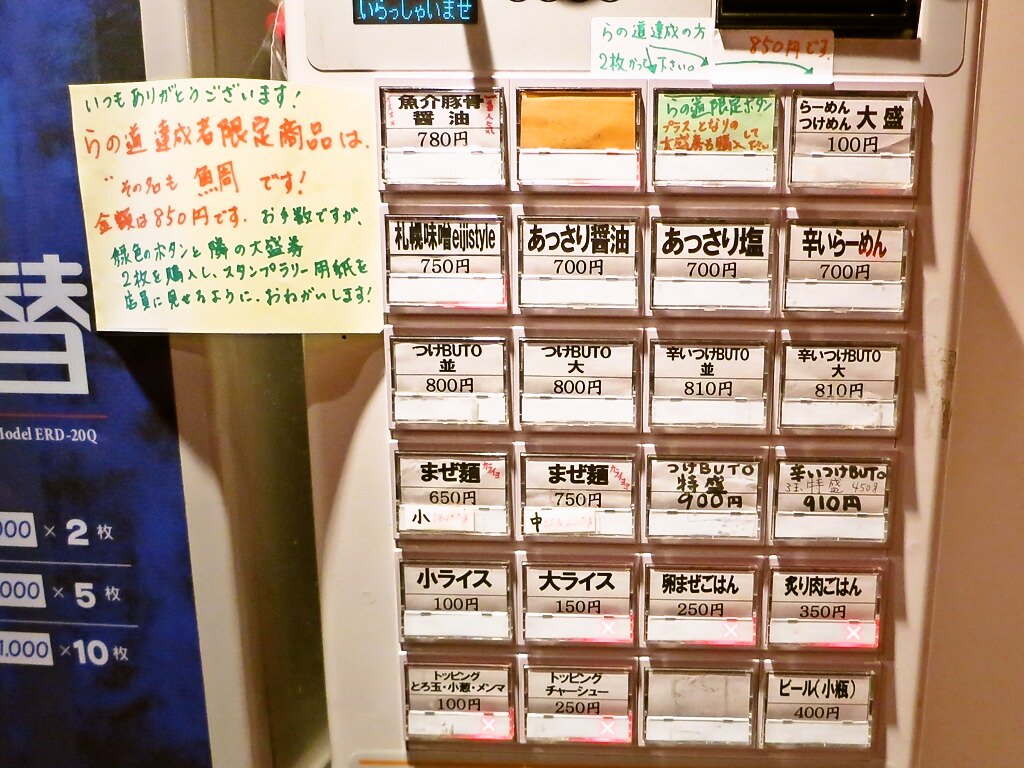 いらっしゃいませ
らの道達成の方
2枚かって下さい。
850円です
いつもありがとうございます!
らの道達成者限定商品は、
その名も 魚周 です!
金額は850円です。お手数ですが、
緑色のボタンと隣の大盛券
2枚を購入し、スタンプラリー用紙を
店員に見せるように、おねがいします!
魚介豚骨
醤油
780円
らの道限定ボタン
プラス、となりの
大盛券も購入して下さい
らーめん
つけめん 大盛
100円
札幌味噌eijistyle
750円
あっさり醤油
700円
あっさり塩
700円
辛いらーめん
700円
つけBUTO
並
800円
つけBUTO
大
800円
辛いつけBUTO
並
810円
辛いつけBUTO
大
810円
まぜ麺
650円
小
まぜ麺
750円
中
つけBUTO
特盛
900円
辛いつけBUTO
特盛 450g
910円
小ライス
100円
大ライス
150円
卵まぜごはん
250円
炙り肉ごはん
350円
トッピング
とろ玉・小葱・メンマ
100円
トッピング
チャーシュー
250円
ビール(小瓶)
400円
替
Model ERD-20Q
000 × 2 枚
000 × 5 枚
1,000 ×10 枚